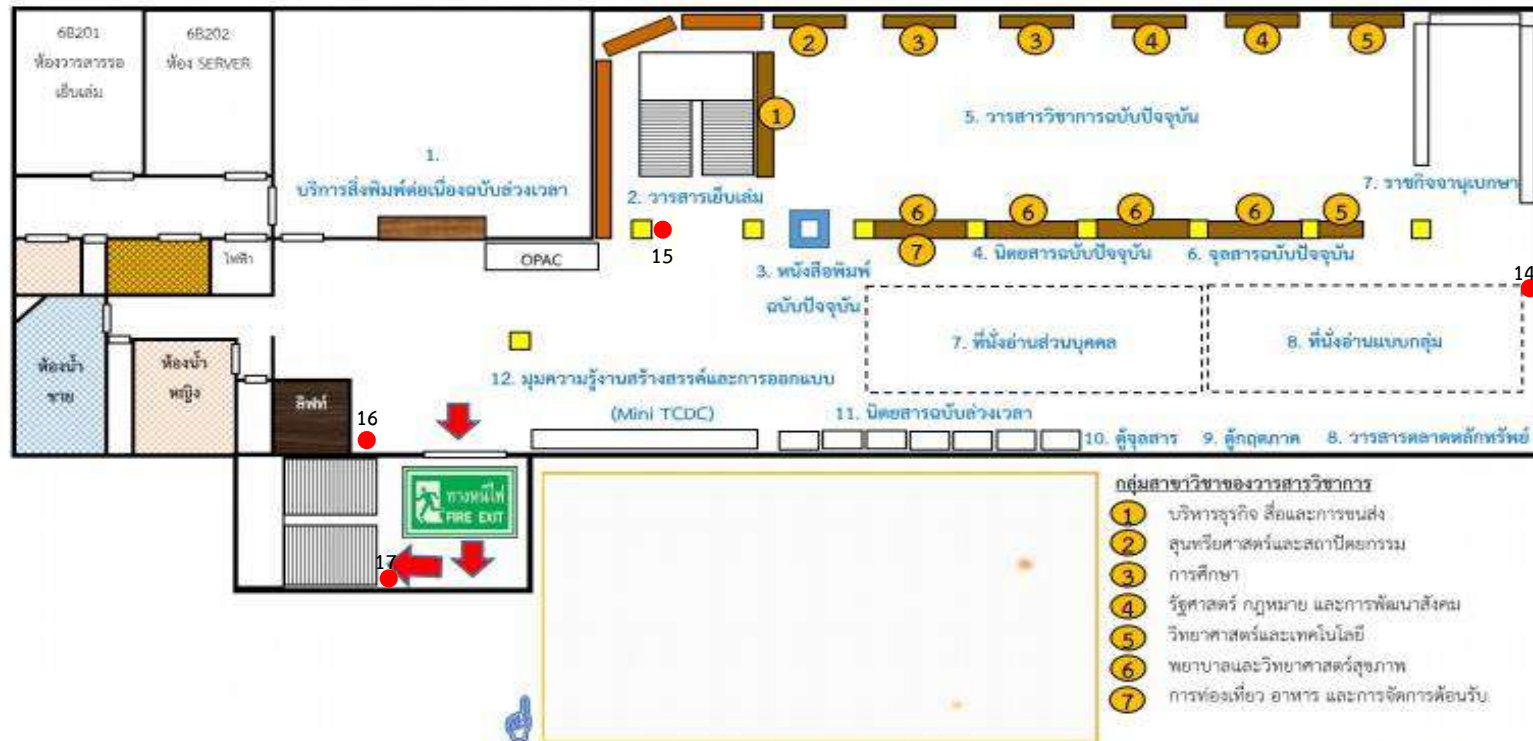 6B201
ห้องวารสารรอ
เย็บเล่ม
6B202
ห้อง SERVER
1.
บริการสิ่งพิมพ์ต่อเนื่องฉบับล่วงเวลา
2
3
3
4
4
5
1
5. วารสารวิชาการฉบับปัจจุบัน
2. วารสารเย็บเล่ม
7. ราชกิจจานุเบกษา
6
6
6
6
5
7
15
ไฟฟ้า
OPAC
3. หนังสือพิมพ์
ฉบับปัจจุบัน
4. นิตยสารฉบับปัจจุบัน
6. จุลสารฉบับปัจจุบัน
14
7. ที่นั่งอ่านส่วนบุคคล
8. ที่นั่งอ่านแบบกลุ่ม
ห้องน้ำ
ชาย
ห้องน้ำ
หญิง
ลิฟท์
16
12. มุมความรู้งานสร้างสรรค์และการออกแบบ
(Mini TCDC)
11. นิตยสารฉบับล่วงเวลา
10. ตู้จุลสาร
9. ตู้กฤตภาค
8. วารสารตลาดหลักทรัพย์
ทางหนีไฟ
FIRE EXIT
17
กลุ่มสาขาวิชาของวารสารวิชาการ
1 บริหารธุรกิจ สื่อและการขนส่ง
2 สุนทรียศาสตร์และสถาปัตยกรรม
3 การศึกษา
4 รัฐศาสตร์ กฎหมาย และการพัฒนาสังคม
5 วิทยาศาสตร์และเทคโนโลยี
6 พยาบาลและวิทยาศาสตร์สุขภาพ
7 การท่องเที่ยว อาหาร และการจัดการต้อนรับ